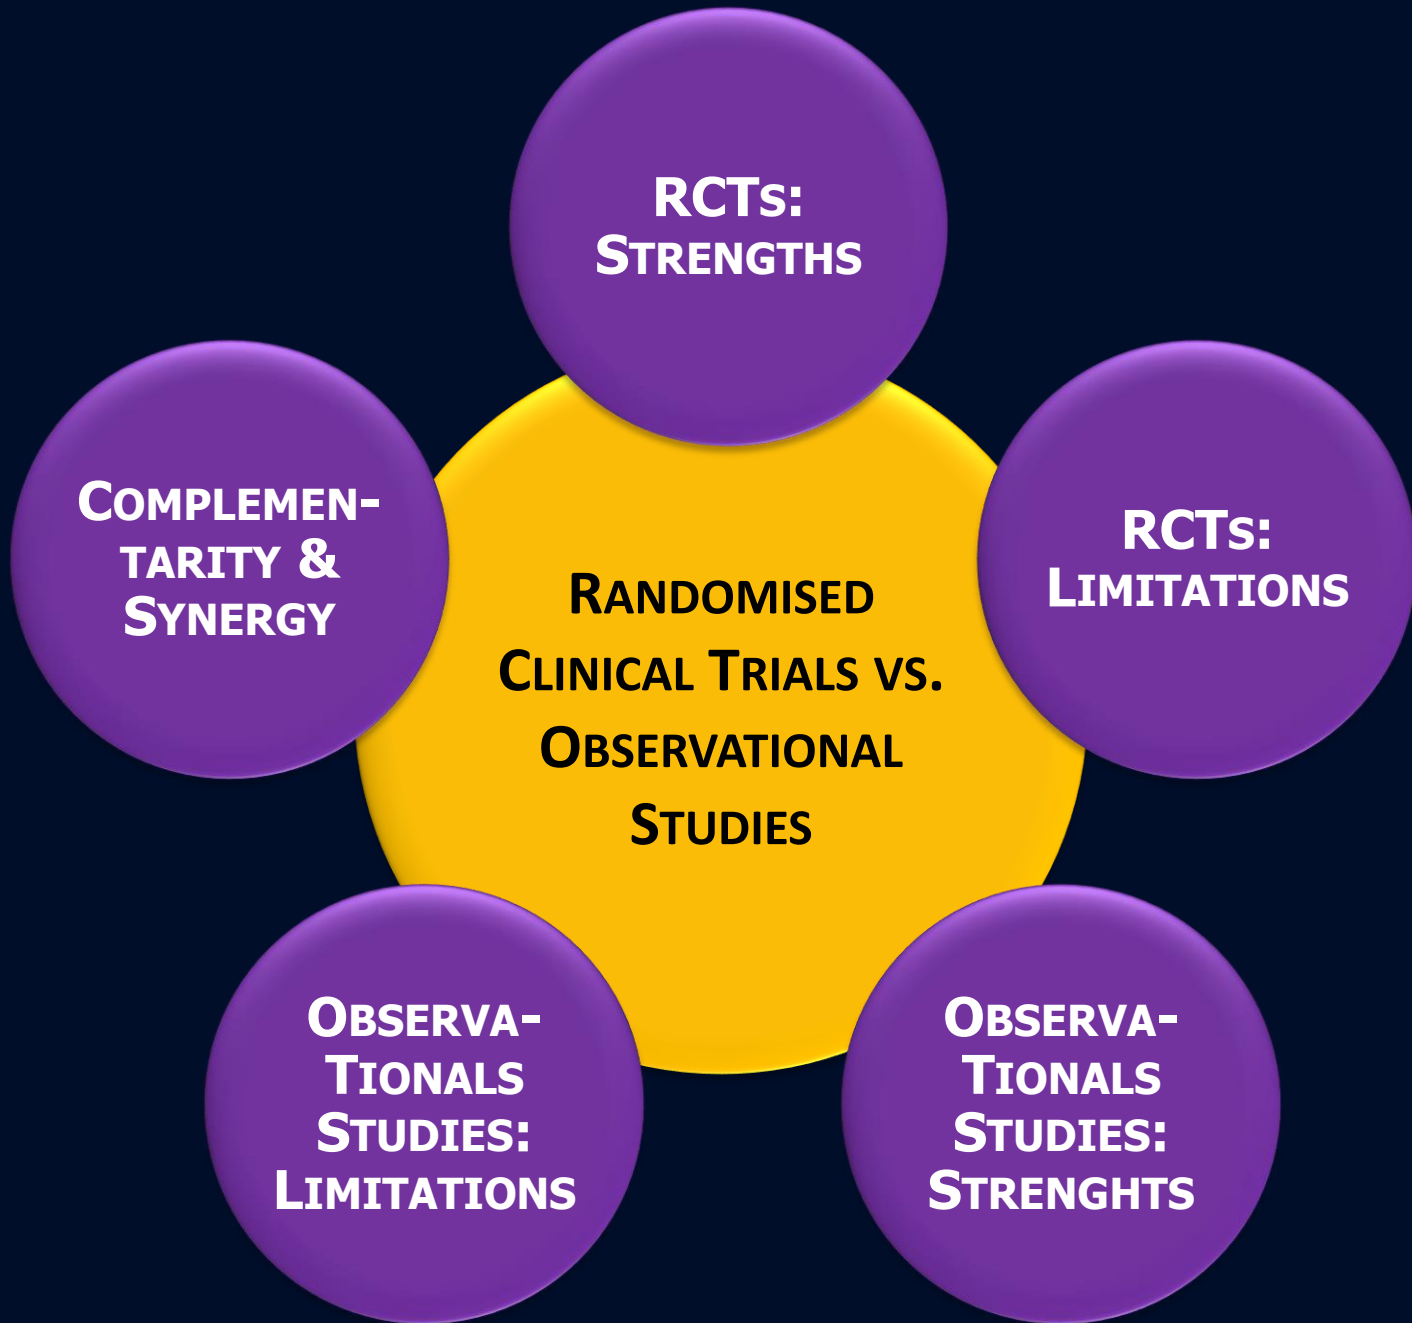 RCTs:
STRENGTHS
COMPLEMEN-
TARITY &
SYNERGY
RCTs:
LIMITATIONS
RANDOMISED
CLINICAL TRIALS VS.
OBSERVATIONAL
STUDIES
OBSERVA-
TIONALS
STUDIES:
LIMITATIONS
OBSERVA-
TIONALS
STUDIES:
STRENGHTS